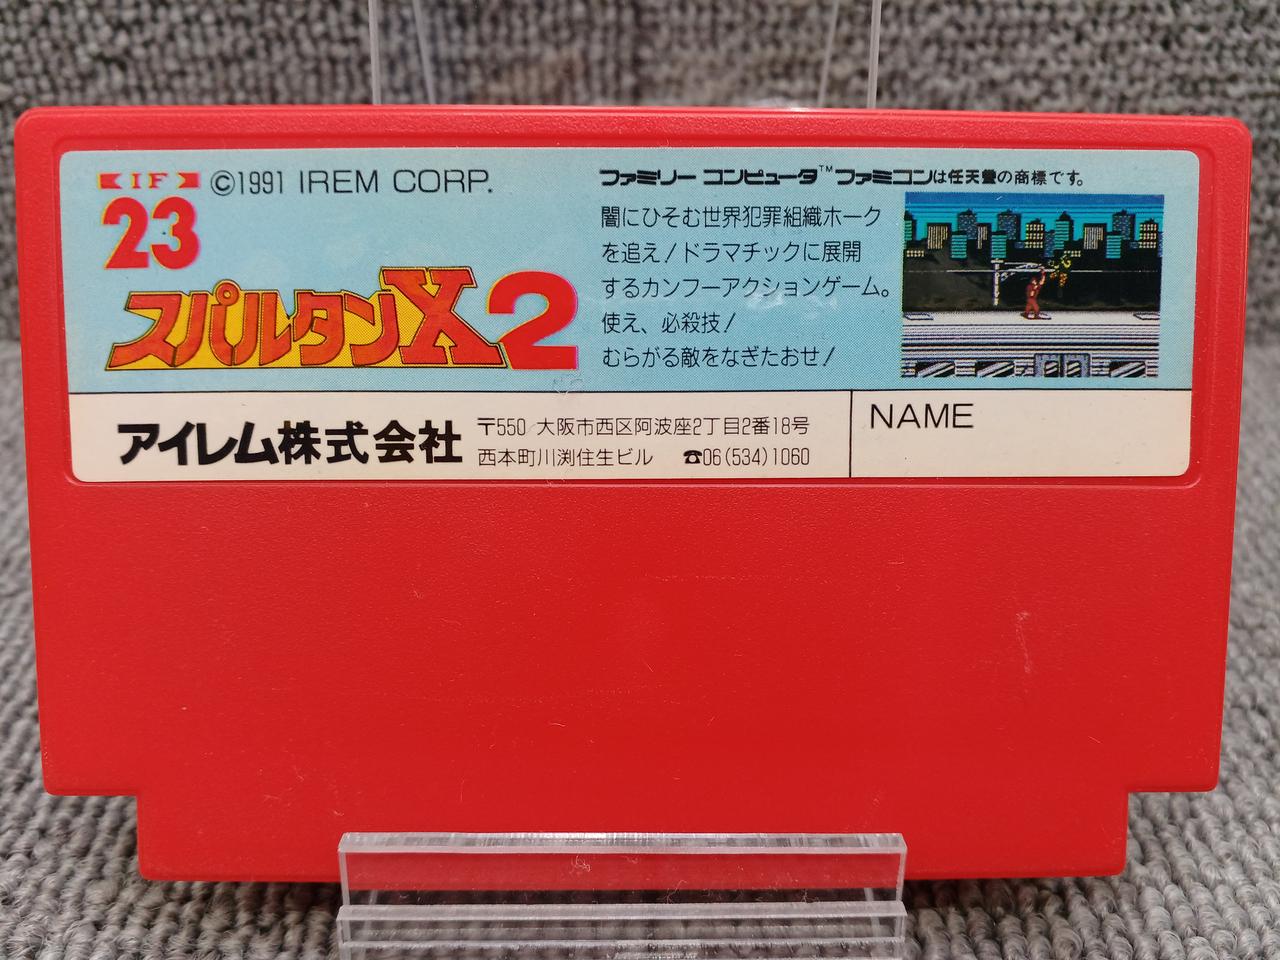 IF
23
©1991 IREM CORP.
スパルタンX2
ファミリーコンピュータ™ファミコンは任天堂の商標です。
闇にひそむ世界犯罪組織ホーク
を追え!ドラマチックに展開
するカンフーアクションゲーム。
使え、必殺技!
むらがる敵をなぎたおせ!
アイレム株式会社
〒550 大阪市西区阿波座2丁目2番18号
西本町川渕住生ビル ☎06(534)1060
NAME